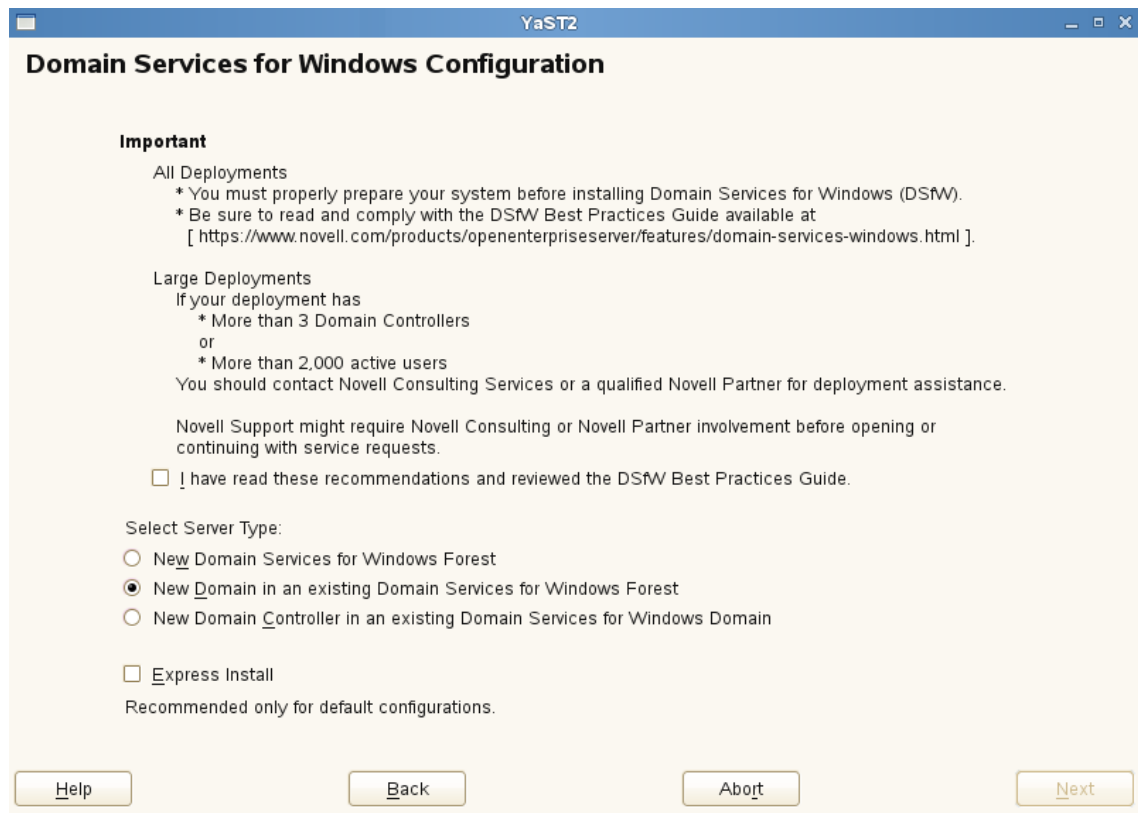 YaST2
Domain Services for Windows Configuration
Important
All Deployments
* You must properly prepare your system before installing Domain Services for Windows (DSfW).
* Be sure to read and comply with the DSfW Best Practices Guide available at
[ https://www.novell.com/products/openenterpriseserver/features/domain-services-windows.html ].
Large Deployments
If your deployment has
* More than 3 Domain Controllers
or
* More than 2,000 active users
You should contact Novell Consulting Services or a qualified Novell Partner for deployment assistance.
Novell Support might require Novell Consulting or Novell Partner involvement before opening or
continuing with service requests.
I have read these recommendations and reviewed the DSfW Best Practices Guide.
Select Server Type:
New Domain Services for Windows Forest
New Domain in an existing Domain Services for Windows Forest
New Domain Controller in an existing Domain Services for Windows Domain
Express Install
Recommended only for default configurations.
Help
Back
Abort
Next